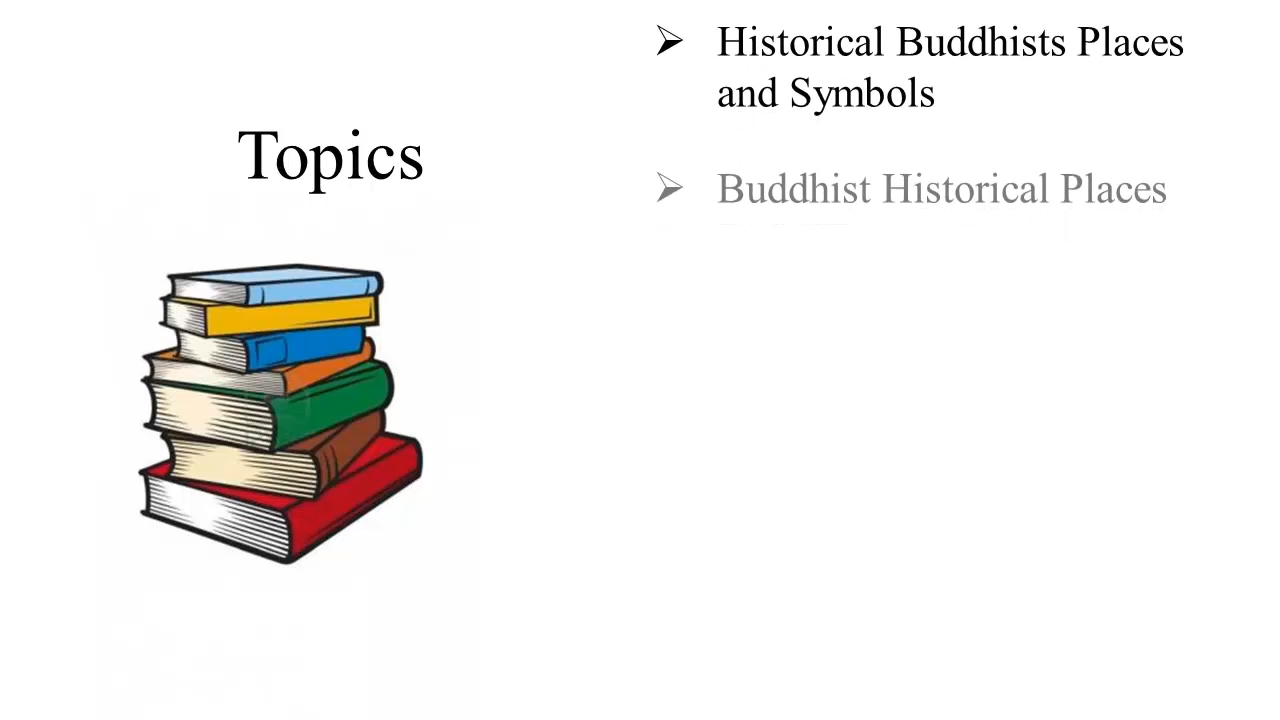 Topics
➢ Historical Buddhists Places
and Symbols
➢ Buddhist Historical Places